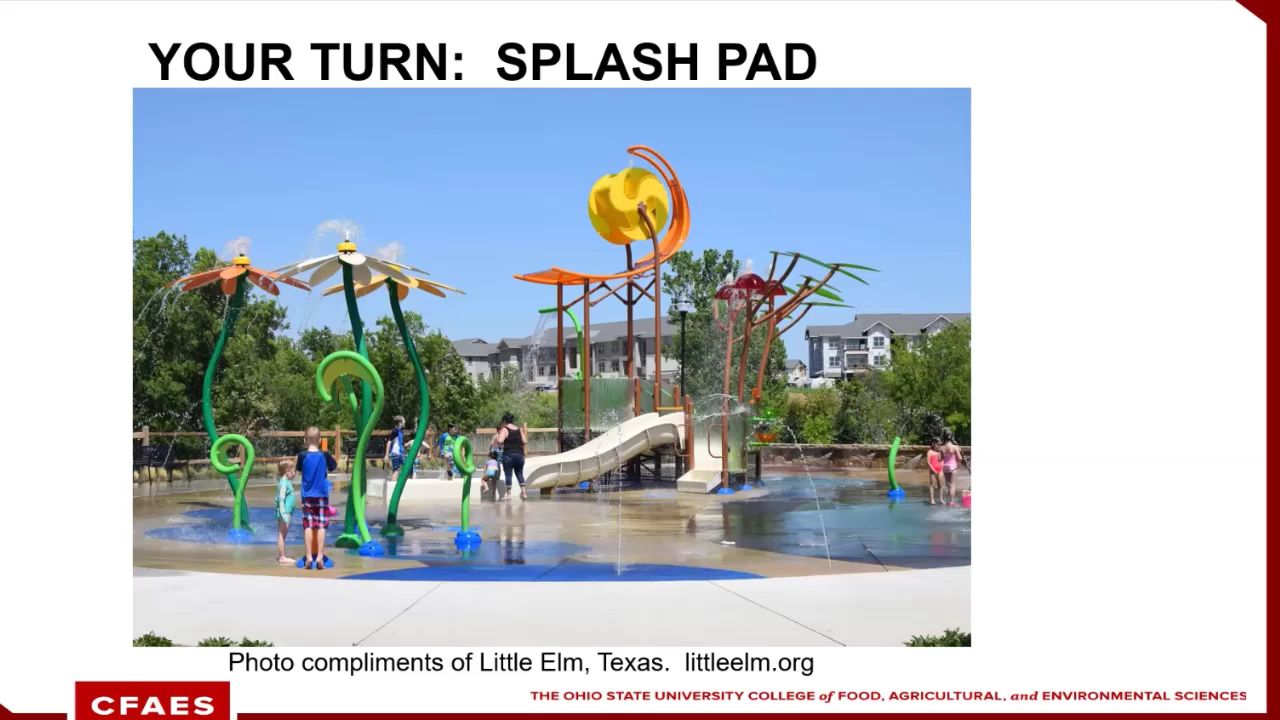 YOUR TURN: SPLASH PAD
Photo compliments of Little Elm, Texas. littleelm.org
CFAES
THE OHIO STATE UNIVERSITY COLLEGE of FOOD, AGRICULTURAL, and ENVIRONMENTAL SCIENCES